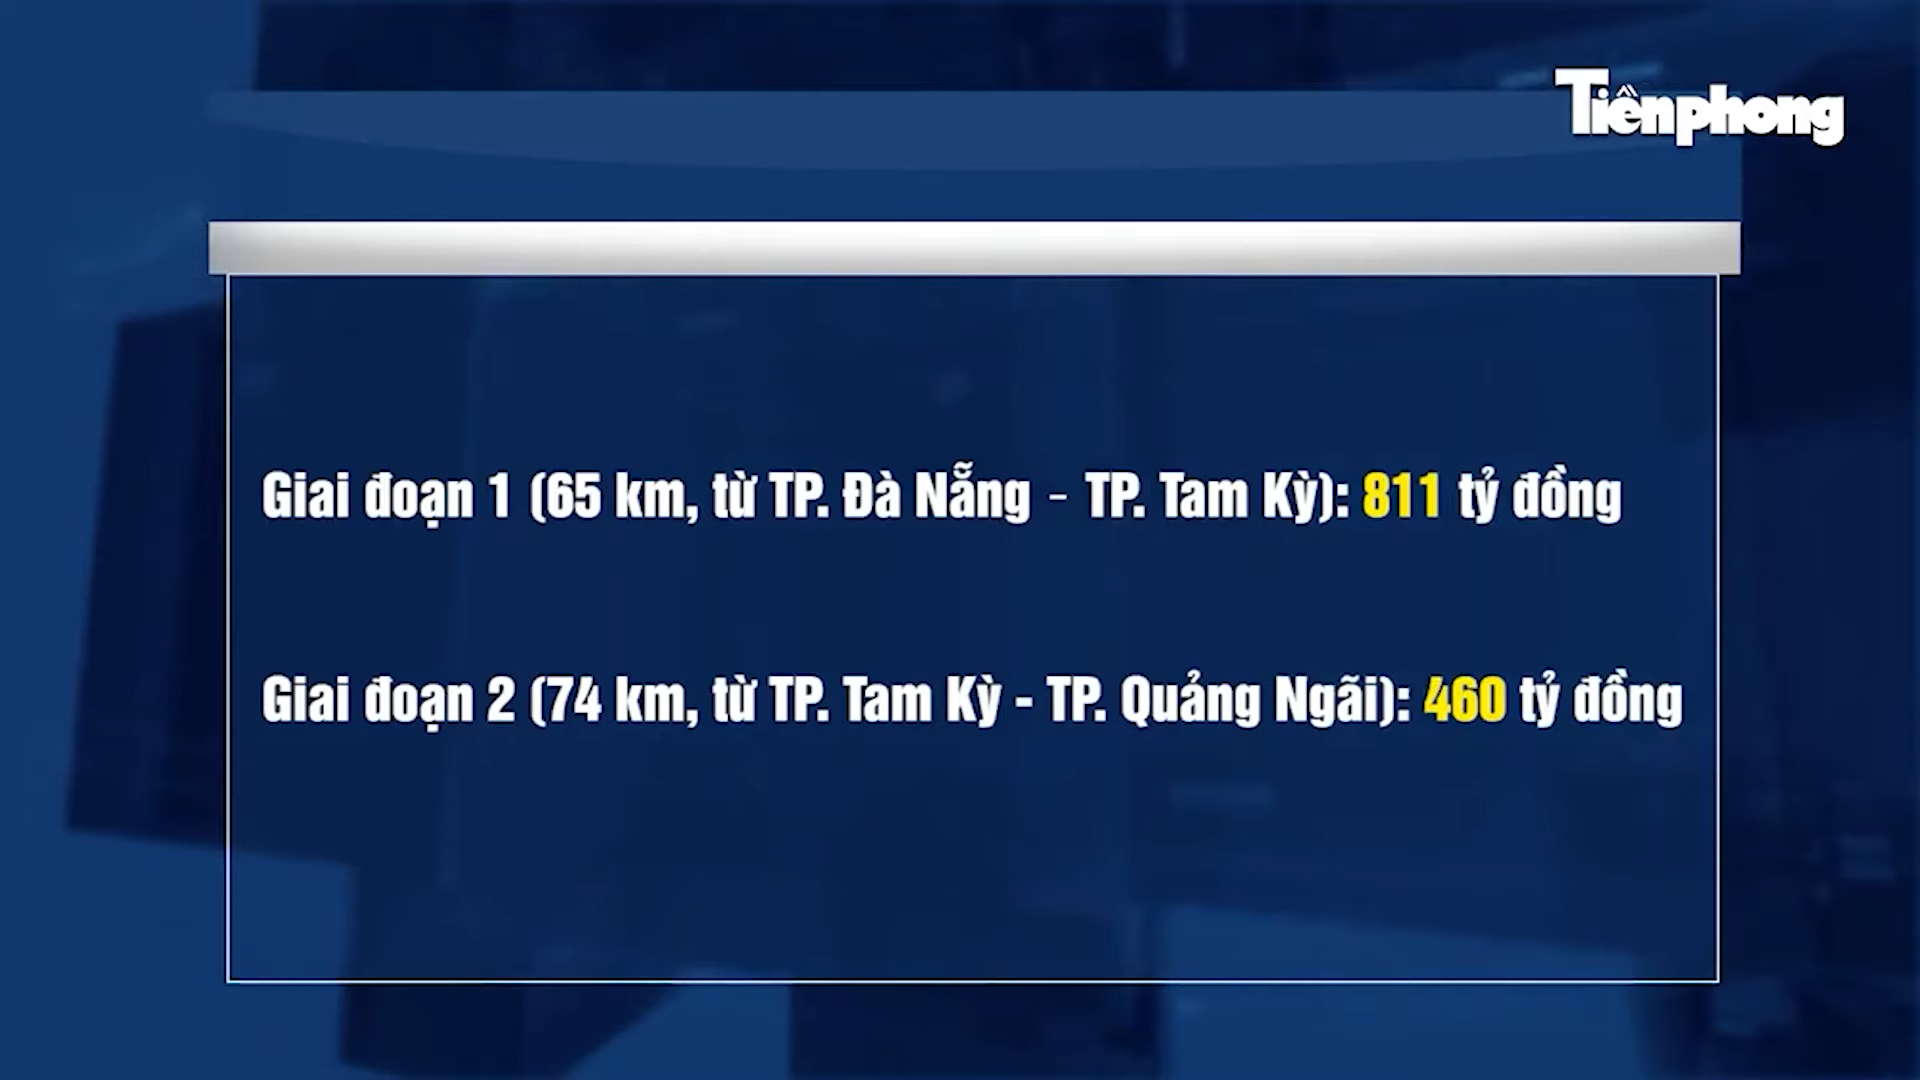 Tiềnphong
Giai đoạn 1 (65 km, từ TP. Đà Nẵng - TP. Tam Kỳ): 811 tỷ đồng
Giai đoạn 2 (74 km, từ TP. Tam Kỳ - TP. Quảng Ngãi): 460 tỷ đồng